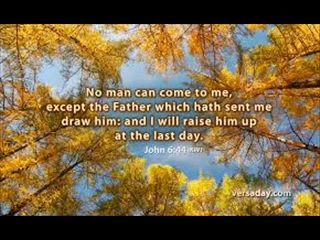 No man can come to me,
except the Father which hath sent me
draw him: and I will raise him up
at the last day.
John 6:44 (KJV)
versaday.com